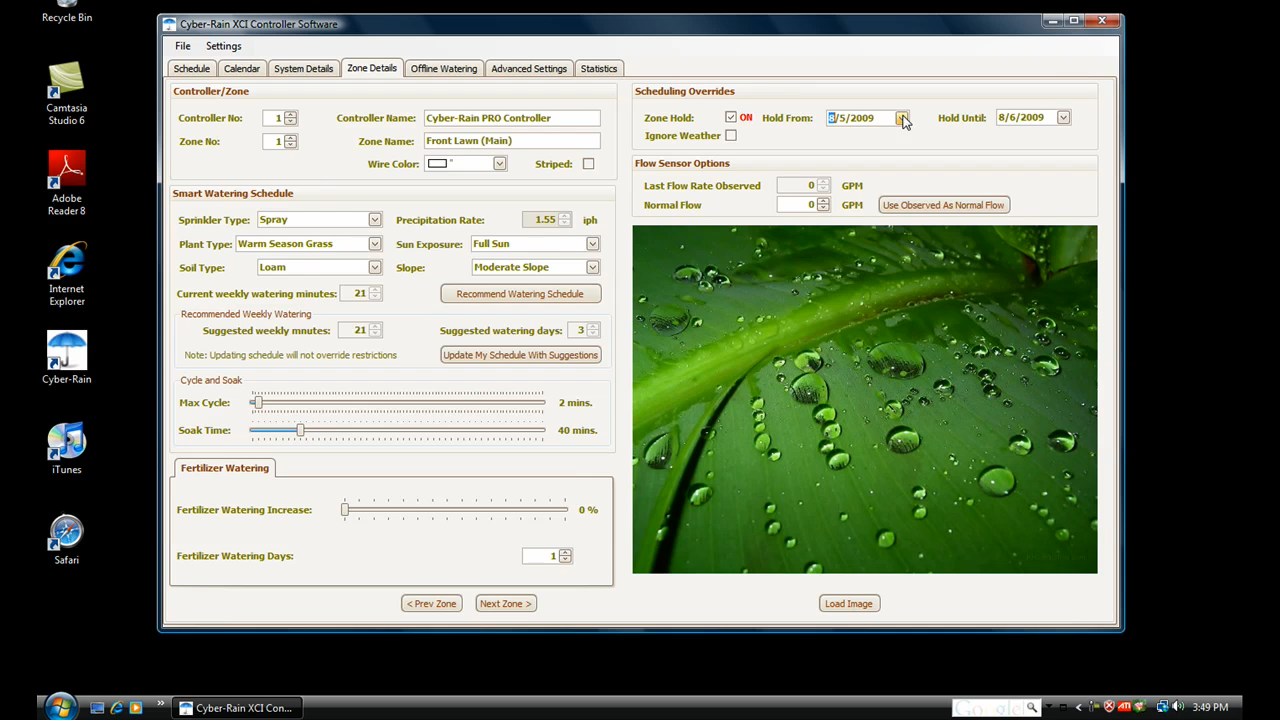 Recycle Bin
Camtasia
Studio 6
Adobe
Reader 8
Internet
Explorer
Cyber-Rain
iTunes
Safari
Cyber-Rain XCI Controller Software
File Settings
Schedule Calendar System Details Zone Details Offline Watering Advanced Settings Statistics
Controller/Zone
Controller No: 1 Controller Name: Cyber-Rain PRO Controller
Zone No: 1 Zone Name: Front Lawn (Main)
Wire Color: " Striped:
Smart Watering Schedule
Sprinkler Type: Spray Precipitation Rate: 1.55 iph
Plant Type: Warm Season Grass Sun Exposure: Full Sun
Soil Type: Loam Slope: Moderate Slope
Current weekly watering minutes: 21 Recommend Watering Schedule
Recommended Weekly Watering
Suggested weekly mnutes: 21 Suggested watering days: 3
Note: Updating schedule will not override restrictions Update My Schedule With Suggestions
Cycle and Soak
Max Cycle: 2 mins.
Soak Time: 40 mins.
Fertilizer Watering
Fertilizer Watering Increase: 0 %
Fertilizer Watering Days: 1
< Prev Zone Next Zone >
Scheduling Overrides
Zone Hold: ON Hold From: 8/5/2009 Hold Until: 8/6/2009
Ignore Weather
Flow Sensor Options
Last Flow Rate Observed 0 GPM
Normal Flow 0 GPM Use Observed As Normal Flow
Load Image
Cyber-Rain XCI Con...
Google
3:49 PM